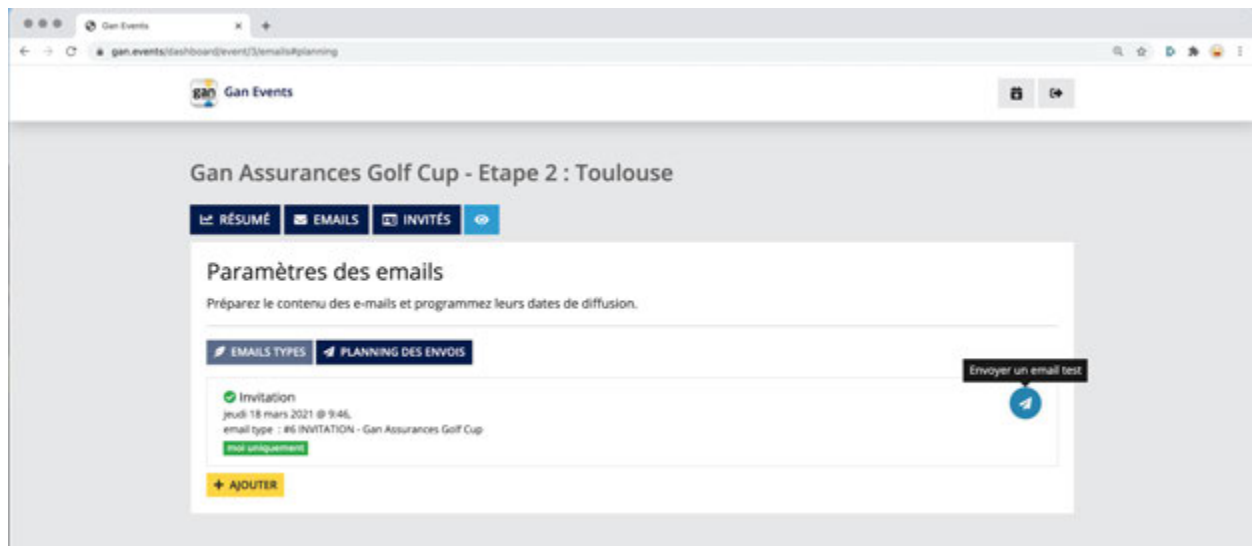 Gan Events
gan.events/dashboard/event/3/emails#planning
gan Gan Events
Gan Assurances Golf Cup - Etape 2 : Toulouse
RÉSUMÉ EMAILS INVITÉS
Paramètres des emails
Préparez le contenu des e-mails et programmez leurs dates de diffusion.
EMAILS TYPES PLANNING DES ENVOIS
Envoyer un email test
Invitation
jeudi 18 mars 2021 @ 9:46,
email type : #6 INVITATION - Gan Assurances Golf Cup
moi uniquement
+ AJOUTER